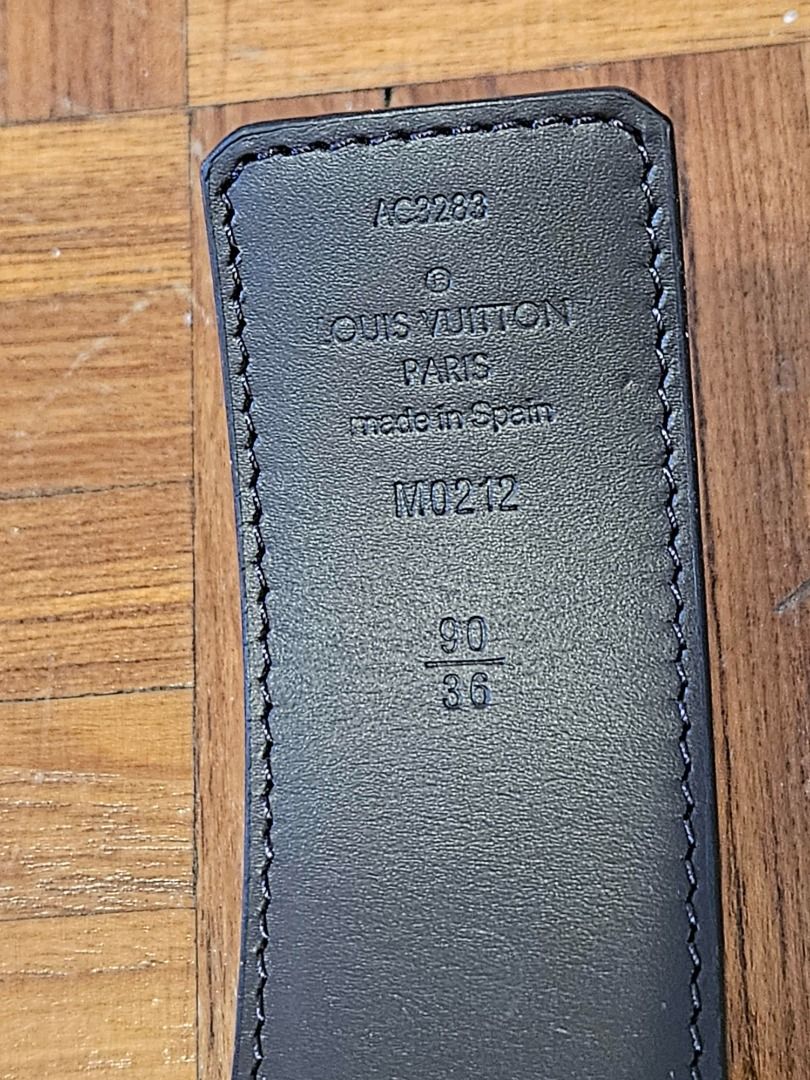 AC3283
®
LOUIS VUITTON
PARIS
made in Spain
M0212
90
36